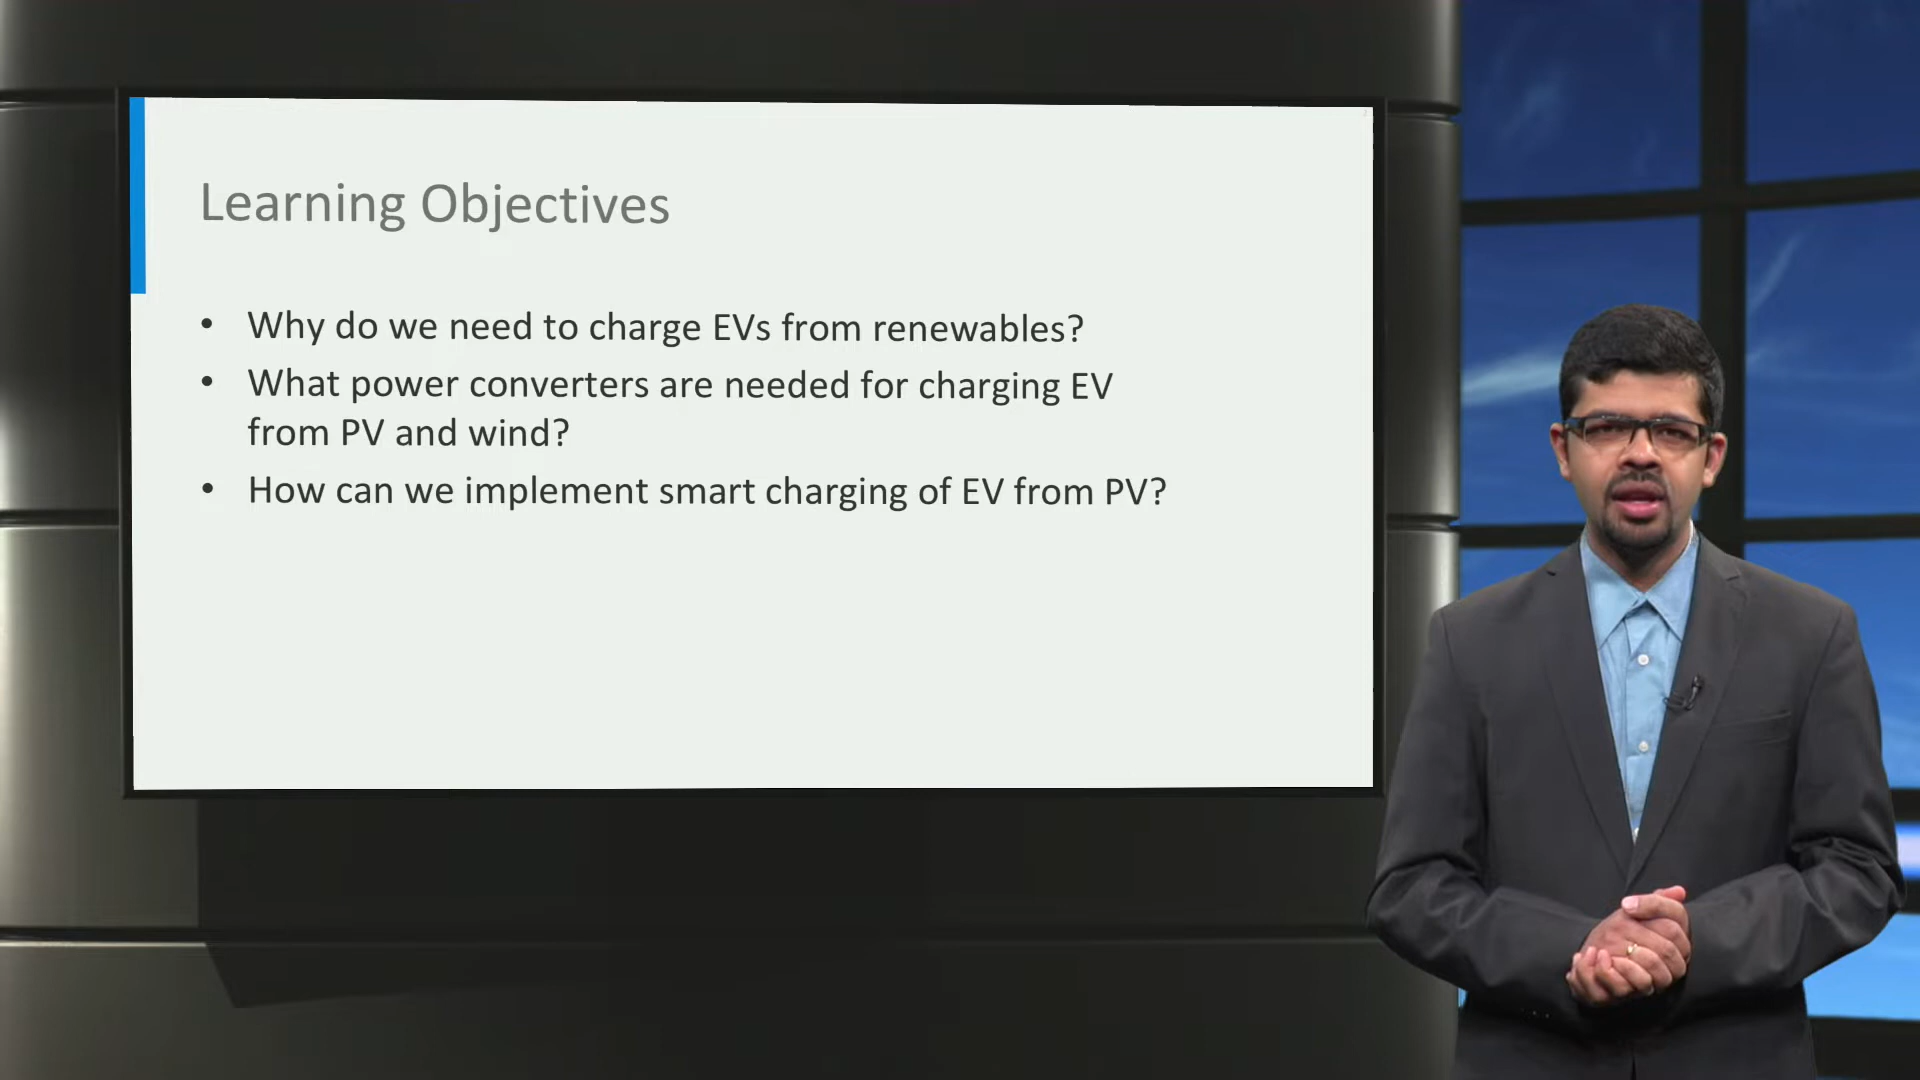 Learning Objectives
• Why do we need to charge EVs from renewables?
• What power converters are needed for charging EV
from PV and wind?
• How can we implement smart charging of EV from PV?